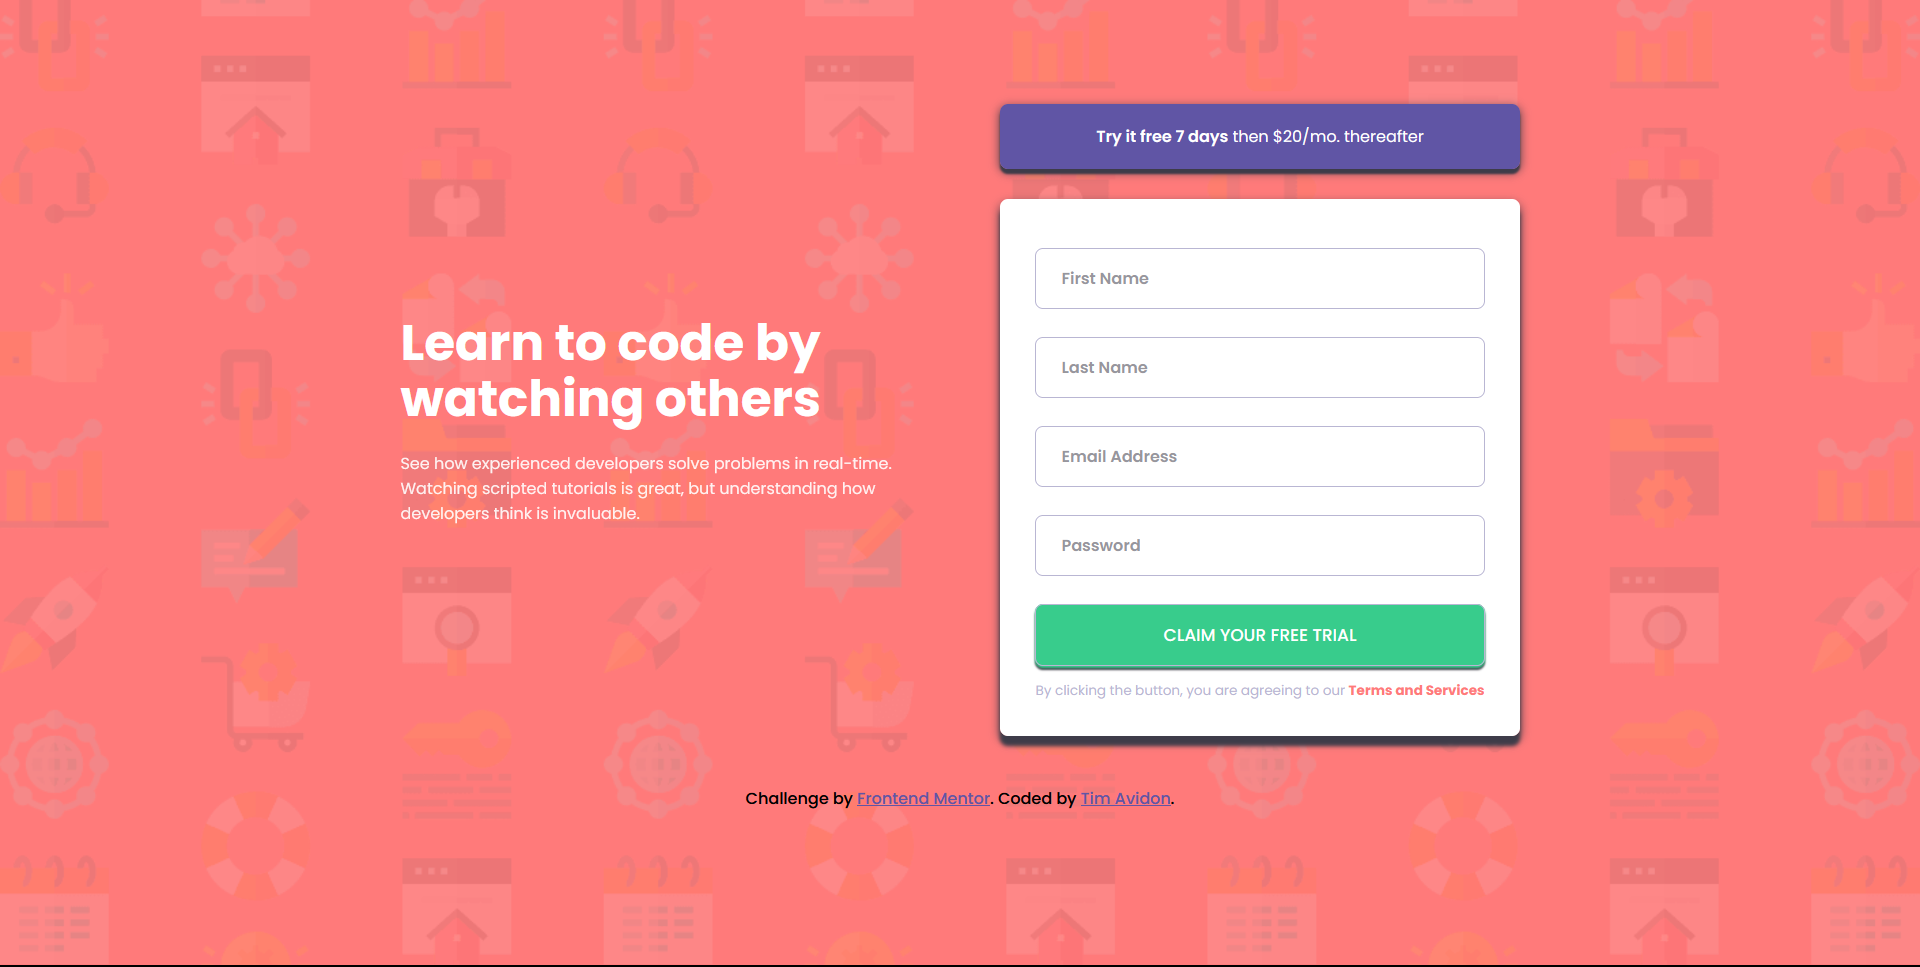 Learn to code by
watching others
See how experienced developers solve problems in real-time.
Watching scripted tutorials is great, but understanding how
developers think is invaluable.
Try it free 7 days then $20/mo. thereafter
First Name
Last Name
Email Address
Password
CLAIM YOUR FREE TRIAL
By clicking the button, you are agreeing to our Terms and Services
Challenge by Frontend Mentor. Coded by Tim Avidon.